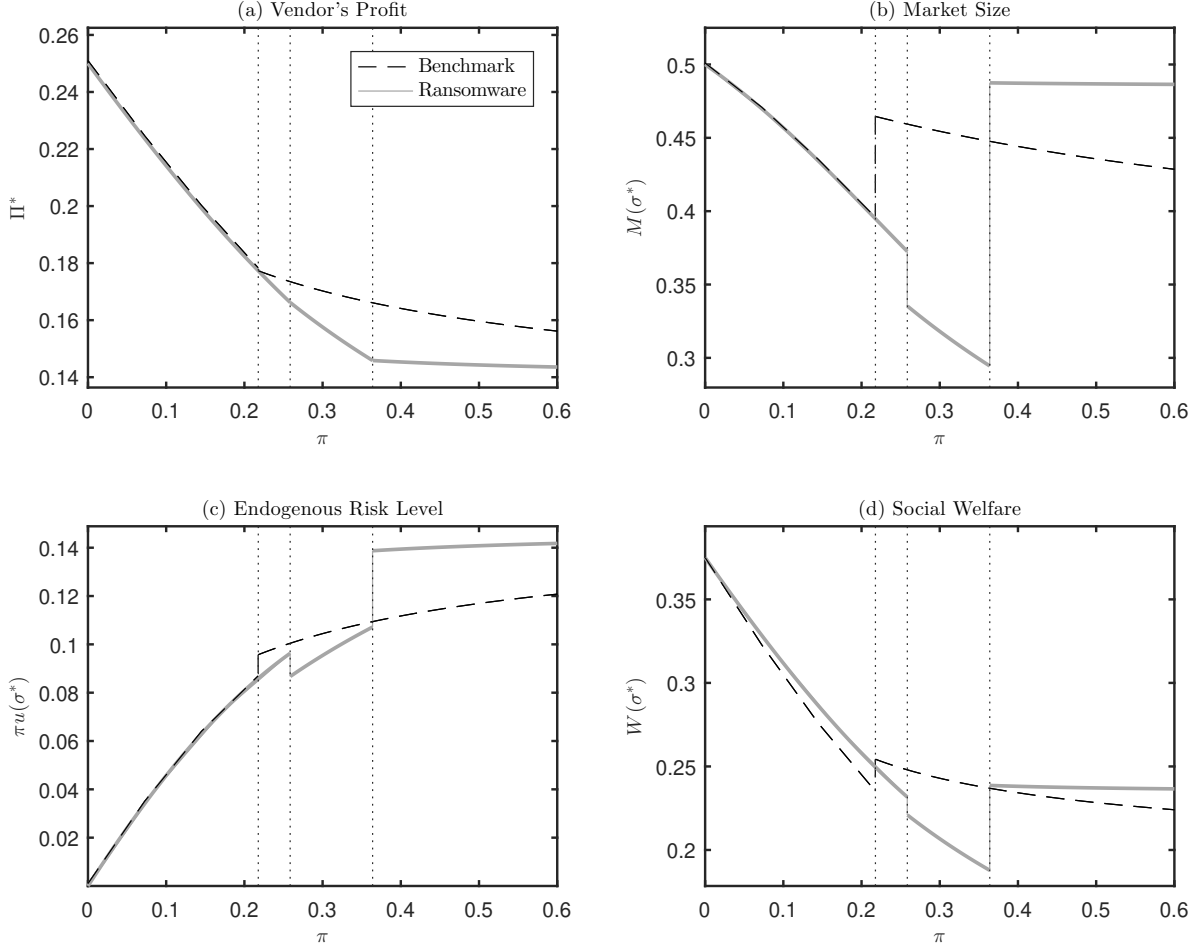 (a) Vendor's Profit
0.26
0.24
0.22
0.2
0.18
0.16
0.14
Π*
Benchmark
Ransomware
0 0.1 0.2 0.3 0.4 0.5 0.6
π
(b) Market Size
0.5
0.45
0.4
0.35
0.3
M(σ*)
0 0.1 0.2 0.3 0.4 0.5 0.6
π
(c) Endogenous Risk Level
0.14
0.12
0.1
0.08
0.06
0.04
0.02
πu(σ*)
0 0.1 0.2 0.3 0.4 0.5 0.6
π
(d) Social Welfare
0.35
0.3
0.25
0.2
W(σ*)
0 0.1 0.2 0.3 0.4 0.5 0.6
π